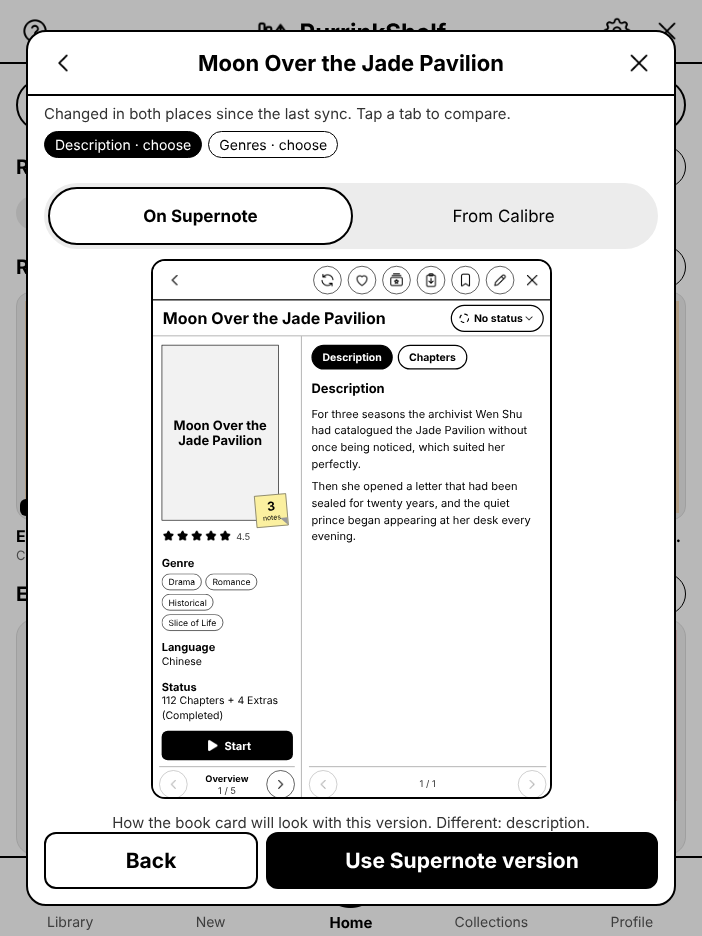 Moon Over the Jade Pavilion
Changed in both places since the last sync. Tap a tab to compare.
Description · choose
Genres · choose
On Supernote
From Calibre
Moon Over the Jade Pavilion
No status
Moon Over the
Jade Pavilion
3
notes
4.5
Genre
Drama
Romance
Historical
Slice of Life
Language
Chinese
Status
112 Chapters + 4 Extras
(Completed)
Start
Overview
1 / 5
Description
Chapters
Description
For three seasons the archivist Wen Shu
had catalogued the Jade Pavilion without
once being noticed, which suited her
perfectly.
Then she opened a letter that had been
sealed for twenty years, and the quiet
prince began appearing at her desk every
evening.
1 / 1
How the book card will look with this version. Different: description.
Back
Use Supernote version
Library
New
Home
Collections
Profile